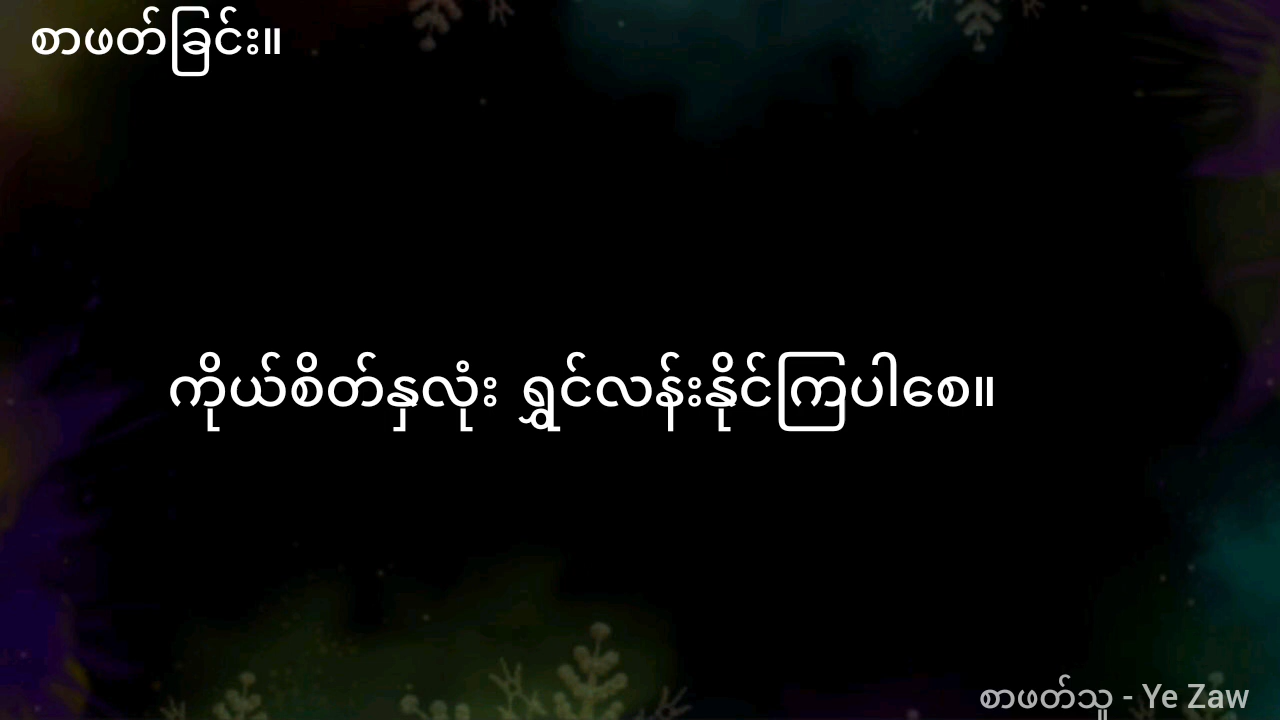 စာဖတ်ခြင်း။
ကိုယ်စိတ်နှလုံး ရွှင်လန်းနိုင်ကြပါစေ။
စာဖတ်သူ - Ye Zaw